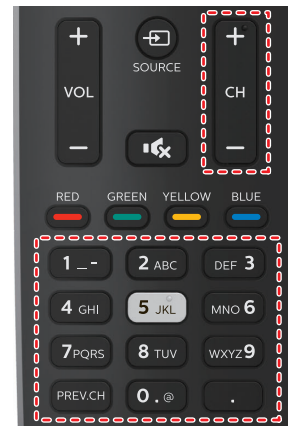 + +
SOURCE
VOL CH
− −
RED GREEN YELLOW BLUE
1 _ - 2 ABC DEF 3
4 GHI 5 JKL MNO 6
7PQRS 8 TUV WXYZ9
PREV.CH 0 . @ .